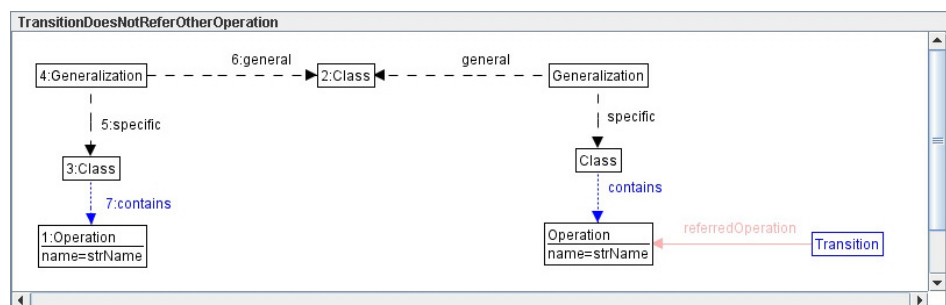 TransitionDoesNotReferOtherOperation
6:general
general
4:Generalization
2:Class
Generalization
5:specific
specific
3:Class
Class
7:contains
contains
1:Operation
name=strName
Operation
name=strName
referredOperation
Transition